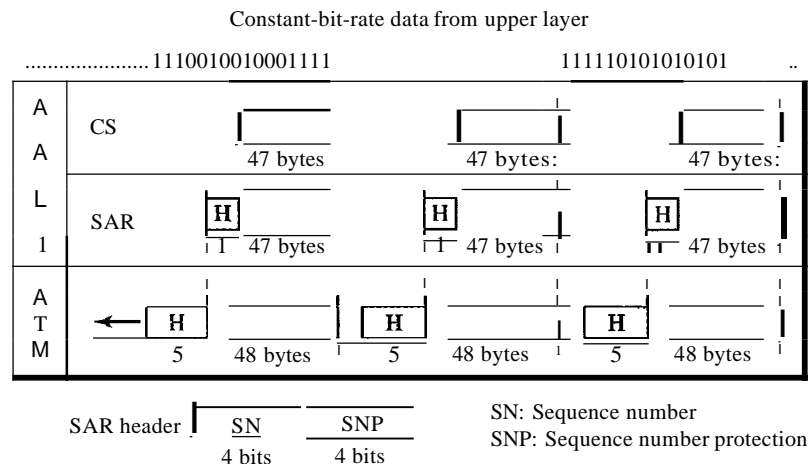 Constant-bit-rate data from upper layer
...................... 1110010010001111 111110101010101 ..
A
A
L
1
CS
47 bytes 47 bytes: 47 bytes:
SAR
H H H
1 47 bytes 1 47 bytes 47 bytes
A
T
M
H H H
5 48 bytes 5 48 bytes 5 48 bytes
SAR header SN SNP
4 bits 4 bits
SN: Sequence number
SNP: Sequence number protection